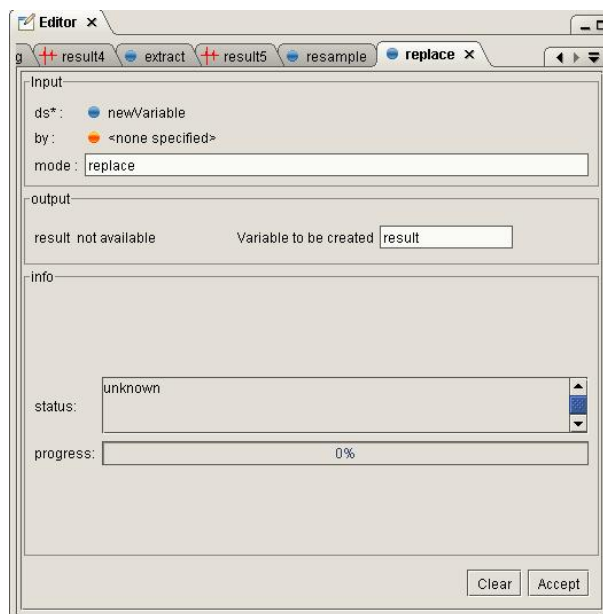 Editor X
g result4 extract result5 resample replace X
Input
ds* : newVariable
by : <none specified>
mode : replace
output
result not available Variable to be created result
info
status: unknown
progress: 0%
Clear Accept